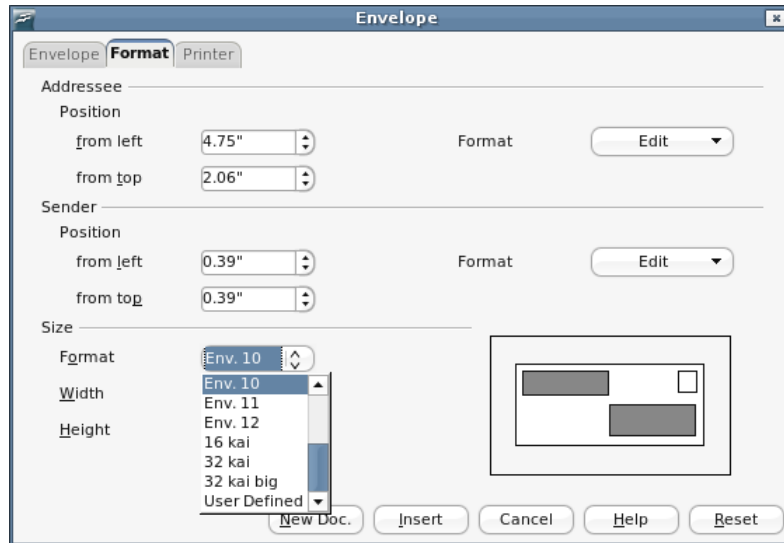 Envelope
Envelope Format Printer
Addressee
Position
from left 4.75" Format Edit
from top 2.06"
Sender
Position
from left 0.39" Format Edit
from top 0.39"
Size
Format Env. 10
Env. 10
Width
Env. 11
Env. 12
Height
16 kai
32 kai
32 kai big
User Defined
New Doc. Insert Cancel Help Reset